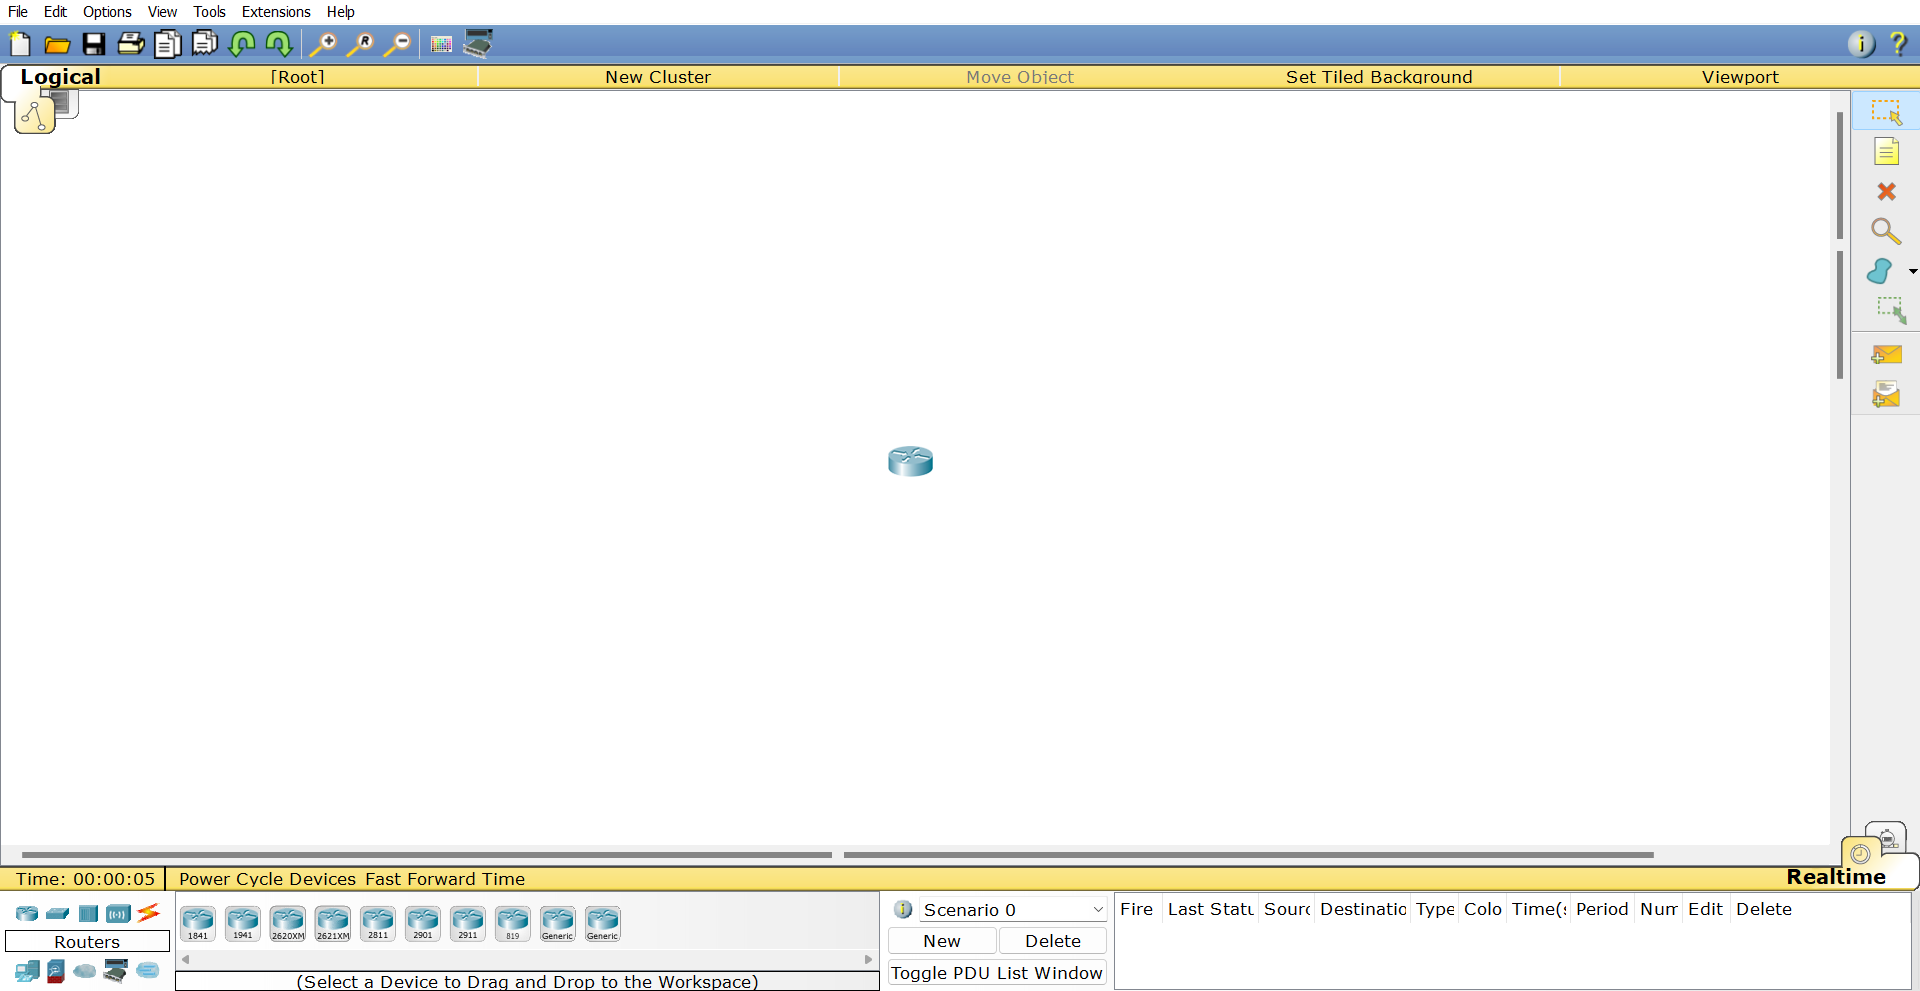 File Edit Options View Tools Extensions Help
Logical [Root] New Cluster Move Object Set Tiled Background Viewport
Time: 00:00:05 Power Cycle Devices Fast Forward Time Realtime
Routers
1841 1941 2620XM 2621XM 2811 2901 2911 819 Generic Generic
(Select a Device to Drag and Drop to the Workspace)
Scenario 0
New Delete
Toggle PDU List Window
Fire Last Statu Sourc Destinatio Type Colo Time(s Period Num Edit Delete